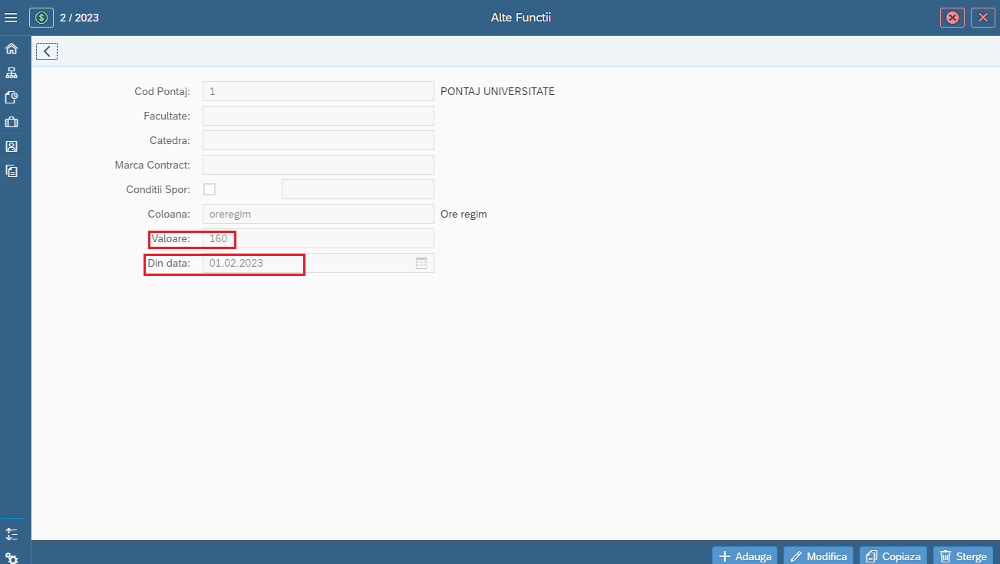 2 / 2023
Alte Functii
Cod Pontaj: 1 PONTAJ UNIVERSITATE
Facultate:
Catedra:
Marca Contract:
Conditii Spor:
Coloana: oreregim Ore regim
Valoare: 160
Din data: 01.02.2023
Adauga Modifica Copiaza Sterge